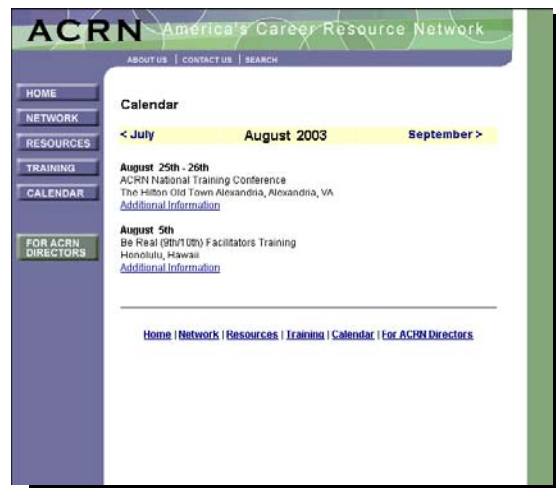 ACRN America's Career Resource Network
ABOUT US | CONTACT US | SEARCH
HOME
NETWORK
RESOURCES
TRAINING
CALENDAR
FOR ACRN
DIRECTORS
Calendar
< July August 2003 September >
August 25th - 26th
ACRN National Training Conference
The Hilton Old Town Alexandria, Alexandria, VA
Additional Information
August 5th
Be Real (9th/10th) Facilitators Training
Honolulu, Hawaii
Additional Information
Home | Network | Resources | Training | Calendar | For ACRN Directors